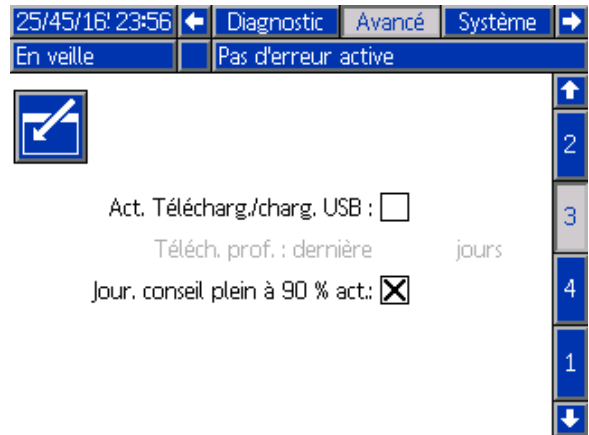 25/45/16! 23:56 Diagnostic Avancé Système
En veille Pas d'erreur active
2
Act. Télécharg./charg. USB :
3
Téléch. prof. : dernière jours
Jour. conseil plein à 90 % act.:
4
1